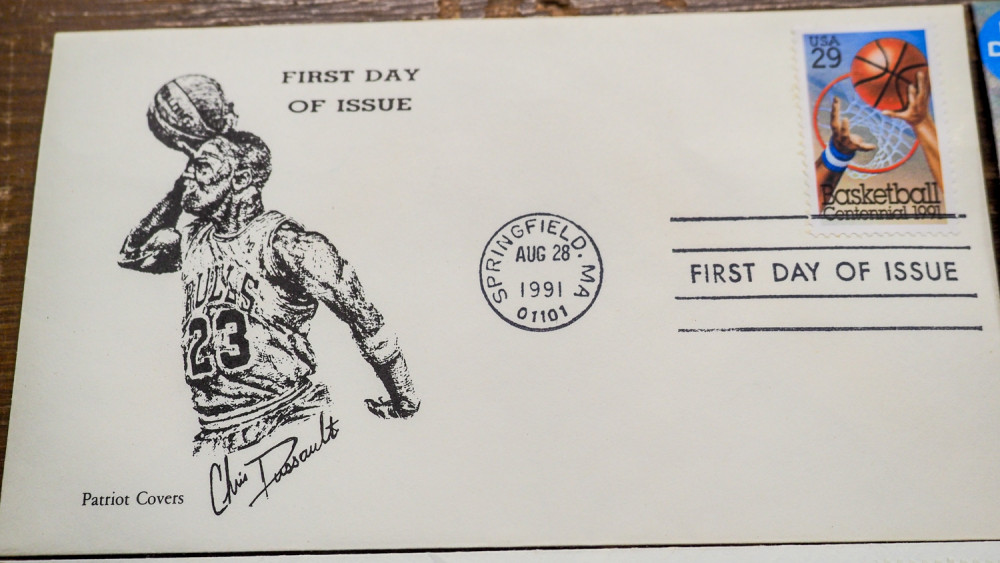 FIRST DAY
OF ISSUE
USA
29
Basketball
Centennial 1991
SPRINGFIELD, MA
AUG 28
1991
01101
FIRST DAY OF ISSUE
BULLS
23
Chris Dussault
Patriot Covers